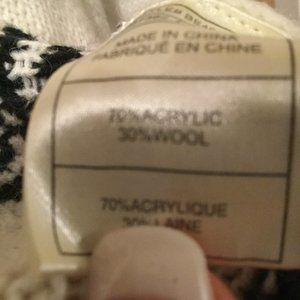 MADE IN CHINA
FABRIQUÉ EN CHINE
70%ACRYLIC
30%WOOL
70%ACRYLIQUE
30%LAINE